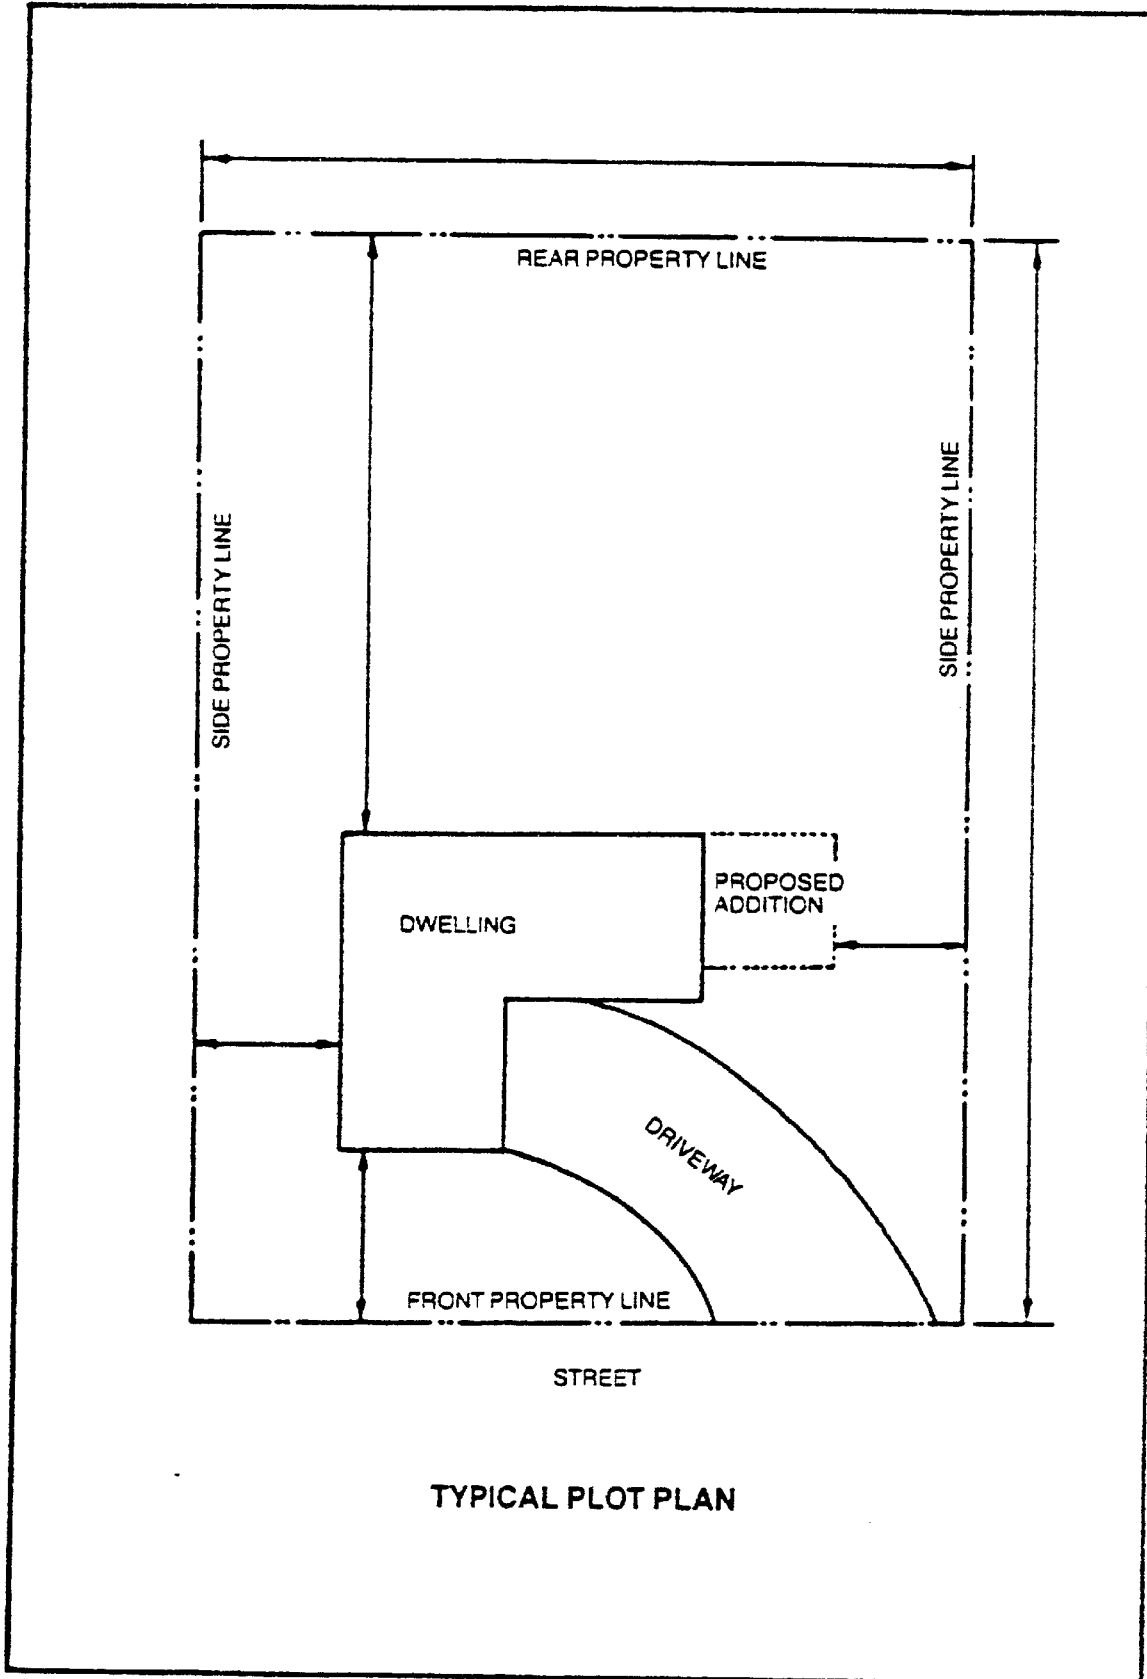 REAR PROPERTY LINE
SIDE PROPERTY LINE
SIDE PROPERTY LINE
PROPOSED
ADDITION
DWELLING
DRIVEWAY
FRONT PROPERTY LINE
STREET
TYPICAL PLOT PLAN